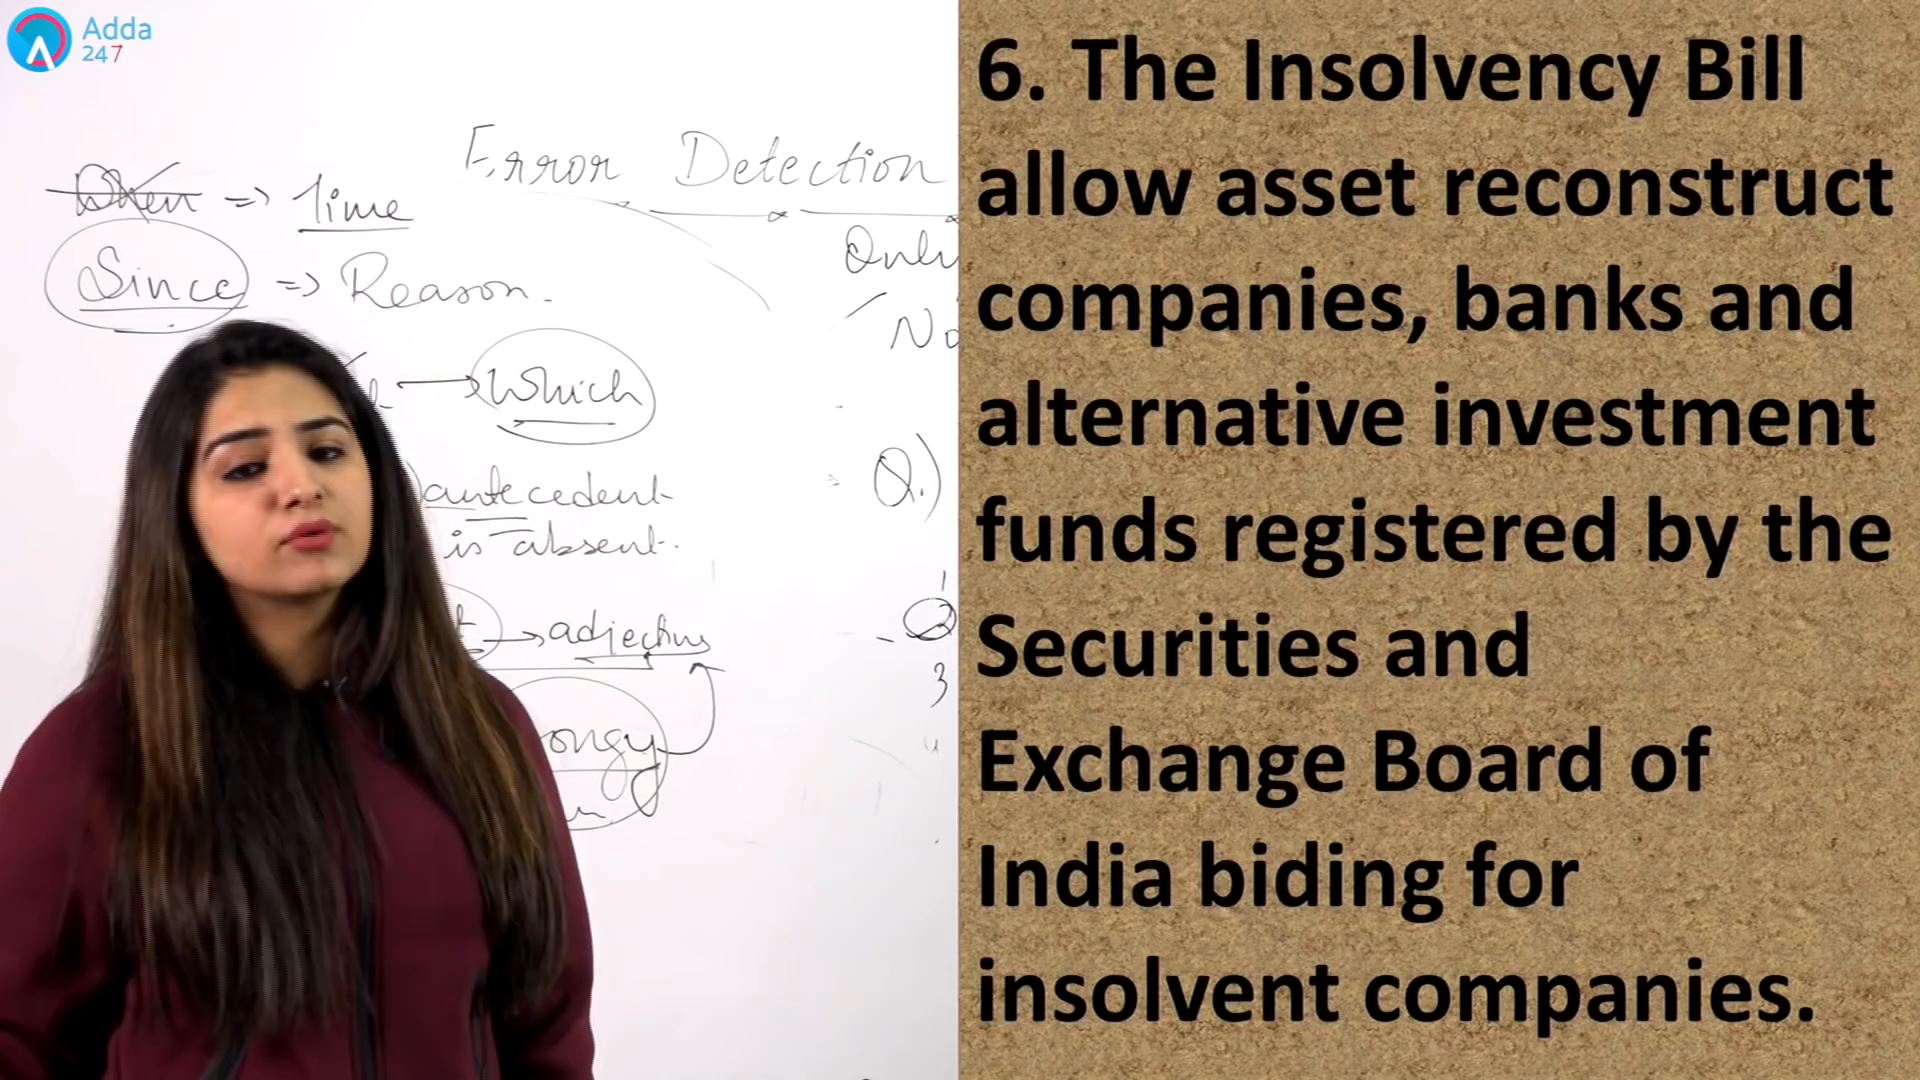 Adda
247
Error Detection
When => Time
Since => Reason.
Which
antecedent
is absent.
adjective
Q.)
2
3
6. The Insolvency Bill
allow asset reconstruct
companies, banks and
alternative investment
funds registered by the
Securities and
Exchange Board of
India biding for
insolvent companies.